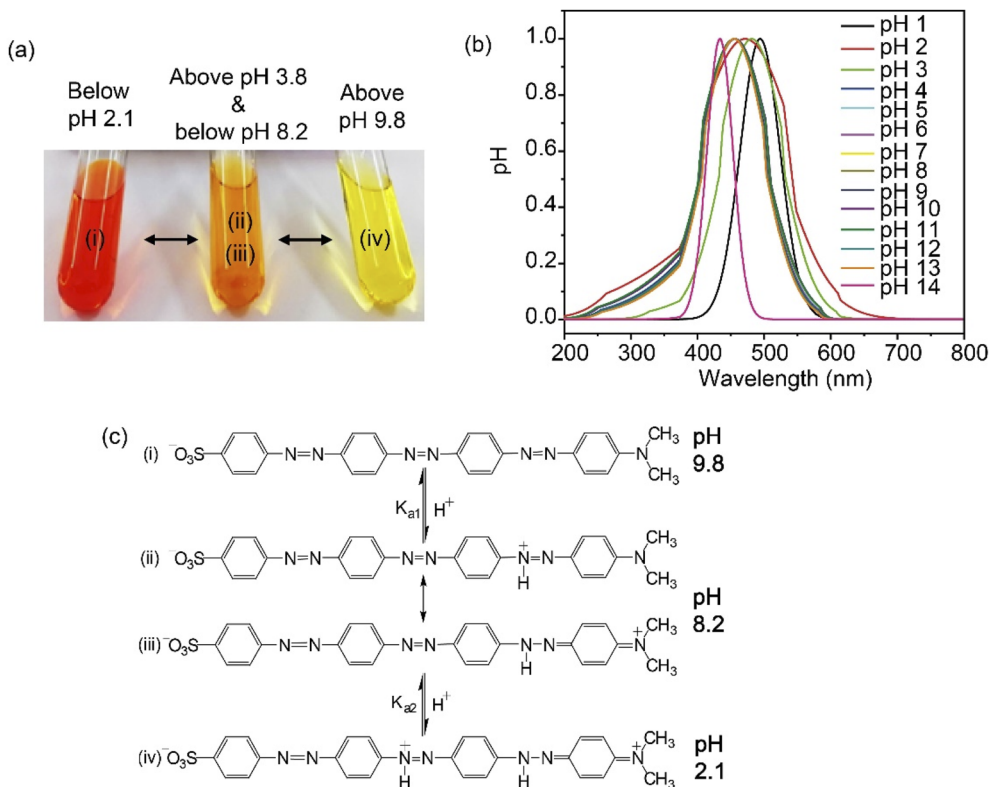 (a)
Below
pH 2.1
Above pH 3.8
&
below pH 8.2
Above
pH 9.8
(i)
(ii)
(iii)
(iv)
(b)
pH
1.0
0.8
0.6
0.4
0.2
0.0
200 300 400 500 600 700 800
Wavelength (nm)
pH 1
pH 2
pH 3
pH 4
pH 5
pH 6
pH 7
pH 8
pH 9
pH 10
pH 11
pH 12
pH 13
pH 14
(c)
(i) ⁻O₃S N=N N=N N=N N CH₃ CH₃
pH
9.8
Kₐ₁ H⁺
(ii) ⁻O₃S N=N N=N N⁺=N H N CH₃ CH₃
pH
8.2
(iii) ⁻O₃S N=N N=N N-N H N⁺ CH₃ CH₃
Kₐ₂ H⁺
(iv) ⁻O₃S N=N N⁺=N H N-N H N⁺ CH₃ CH₃
pH
2.1